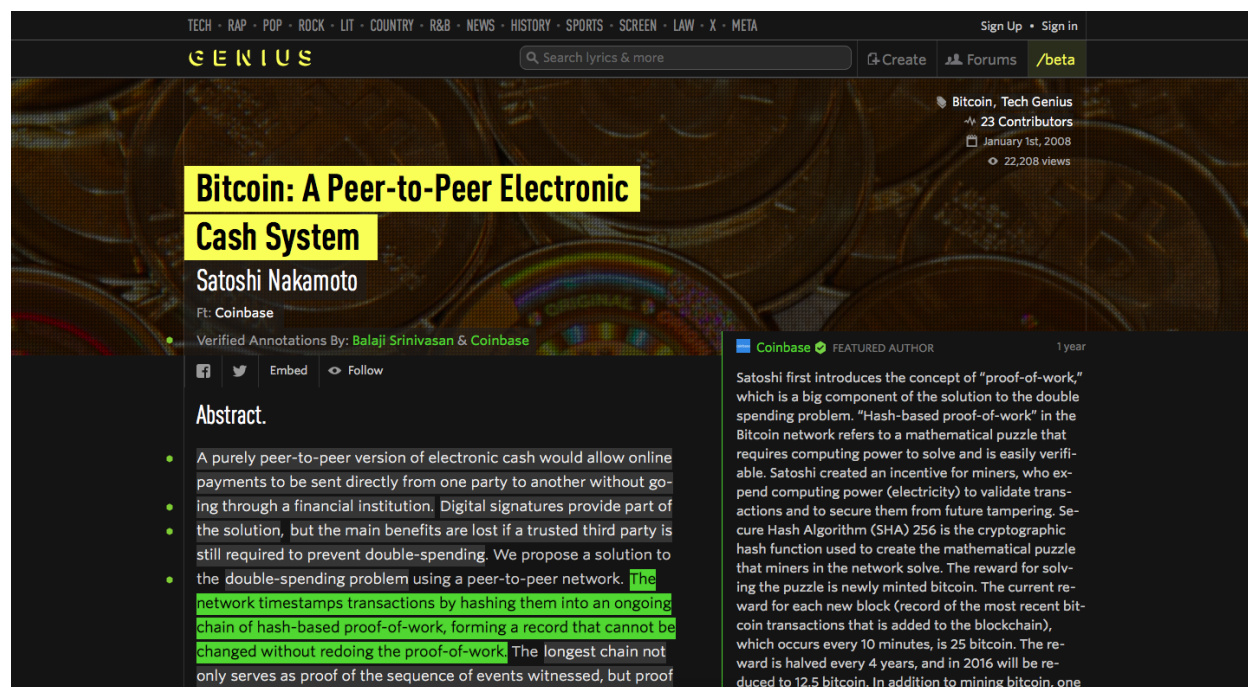 TECH • RAP • POP • ROCK • LIT • COUNTRY • R&B • NEWS • HISTORY • SPORTS • SCREEN • LAW • X • META
Sign Up • Sign in
GENIUS
Search lyrics & more
Create
Forums
/beta
Bitcoin, Tech Genius
23 Contributors
January 1st, 2008
22,208 views
Bitcoin: A Peer-to-Peer Electronic
Cash System
Satoshi Nakamoto
Ft: Coinbase
Verified Annotations By: Balaji Srinivasan & Coinbase
Embed
Follow
Abstract.
A purely peer-to-peer version of electronic cash would allow online
payments to be sent directly from one party to another without go-
ing through a financial institution. Digital signatures provide part of
the solution, but the main benefits are lost if a trusted third party is
still required to prevent double-spending. We propose a solution to
the double-spending problem using a peer-to-peer network. The
network timestamps transactions by hashing them into an ongoing
chain of hash-based proof-of-work, forming a record that cannot be
changed without redoing the proof-of-work. The longest chain not
only serves as proof of the sequence of events witnessed, but proof
Coinbase FEATURED AUTHOR
1 year
Satoshi first introduces the concept of “proof-of-work,”
which is a big component of the solution to the double
spending problem. “Hash-based proof-of-work” in the
Bitcoin network refers to a mathematical puzzle that
requires computing power to solve and is easily verifi-
able. Satoshi created an incentive for miners, who ex-
pend computing power (electricity) to validate trans-
actions and to secure them from future tampering. Se-
cure Hash Algorithm (SHA) 256 is the cryptographic
hash function used to create the mathematical puzzle
that miners in the network solve. The reward for solv-
ing the puzzle is newly minted bitcoin. The current re-
ward for each new block (record of the most recent bit-
coin transactions that is added to the blockchain),
which occurs every 10 minutes, is 25 bitcoin. The re-
ward is halved every 4 years, and in 2016 will be re-
duced to 12.5 bitcoin. In addition to mining bitcoin, one
ORIGINAL